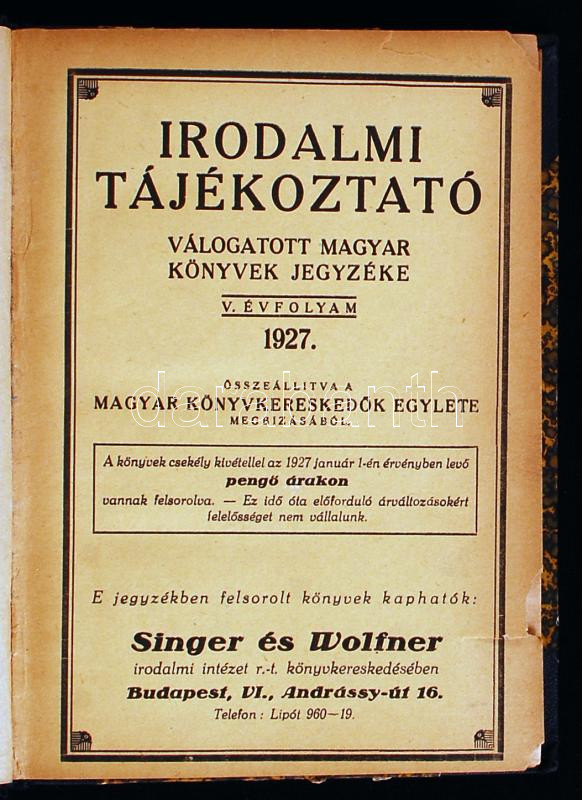 IRODALMI
TÁJÉKOZTATÓ
VÁLOGATOTT MAGYAR
KÖNYVEK JEGYZÉKE
V. ÉVFOLYAM
1927.
ÖSSZEÁLLITVA A
MAGYAR KÖNYVKERESKEDŐK EGYLETE
MEGBIZÁSÁBÓL.
darabanth
A könyvek csekély kivétellel az 1927 január 1-én érvényben levő
pengő árakon
vannak felsorolva. — Ez idő óta előforduló árváltozásokért
felelősséget nem vállalunk.
E jegyzékben felsorolt könyvek kaphatók:
Singer és Wolfner
irodalmi intézet r.-t. könyvkereskedésében
Budapest, VI., Andrássy-út 16.
Telefon : Lipót 960—19.